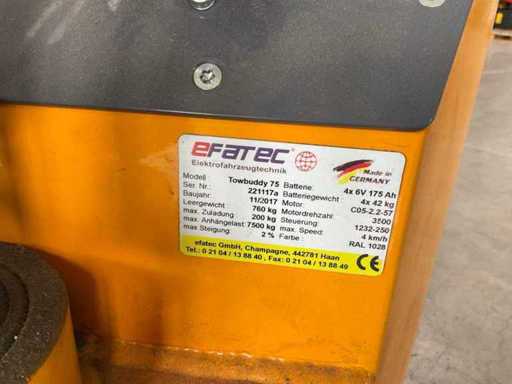 efatec
Elektrofahrzeugtechnik
Made in
GERMANY
Modell Towbuddy 75 Batterie: 4x 6V 175 Ah
Ser. Nr.: 221117a Batteriegewicht 4x 42 kg
Baujahr: 11/2017 Motor C05-2.2-57
Leergewicht 760 kg Motordrehzahl: 3500
max. Zuladung 200 kg Steuerung: 1232-250
max. Anhängelast: 7500 kg max. Speed: 4 km/h
max. Steigung: 2 % Farbe: RAL 1028
efatec GmbH, Champagne, 442781 Haan
Tel.: 0 21 04 / 13 88 40 , Fax: 0 21 04 / 13 88 49
CE